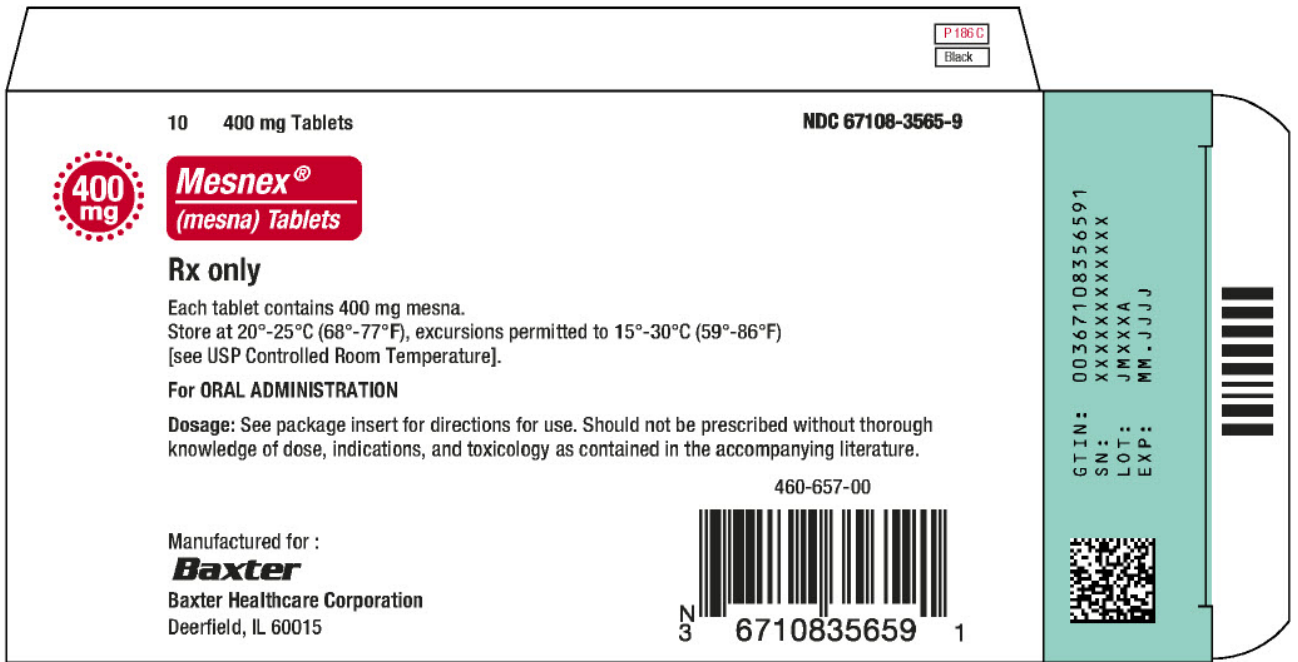 P 186 C
Black
10 400 mg Tablets
NDC 67108-3565-9
400
mg
Mesnex®
(mesna) Tablets
Rx only
Each tablet contains 400 mg mesna.
Store at 20°-25°C (68°-77°F), excursions permitted to 15°-30°C (59°-86°F)
[see USP Controlled Room Temperature].
For ORAL ADMINISTRATION
Dosage: See package insert for directions for use. Should not be prescribed without thorough
knowledge of dose, indications, and toxicology as contained in the accompanying literature.
460-657-00
Manufactured for :
Baxter
Baxter Healthcare Corporation
Deerfield, IL 60015
N
3 6710835659 1
GTIN: 00367108356591
SN: XXXXXXXXXXXX
LOT: JMXXXA
EXP: MM.JJJJ